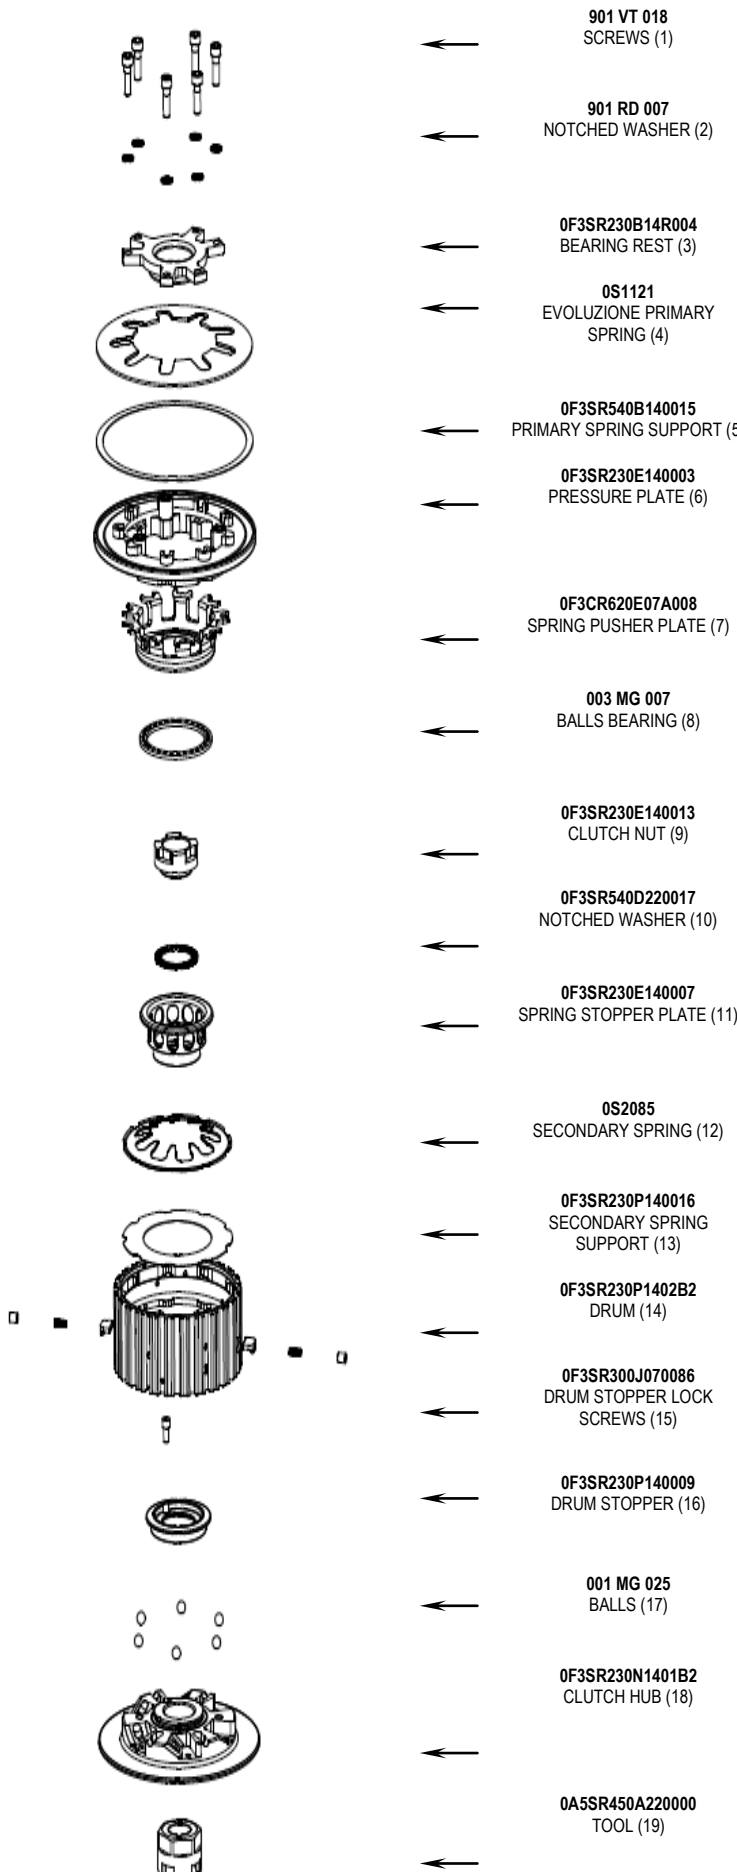 901 VT 018
SCREWS (1)
901 RD 007
NOTCHED WASHER (2)
0F3SR230B14R004
BEARING REST (3)
0S1121
EVOLUZIONE PRIMARY
SPRING (4)
0F3SR540B140015
PRIMARY SPRING SUPPORT (5
0F3SR230E140003
PRESSURE PLATE (6)
0F3CR620E07A008
SPRING PUSHER PLATE (7)
003 MG 007
BALLS BEARING (8)
0F3SR230E140013
CLUTCH NUT (9)
0F3SR540D220017
NOTCHED WASHER (10)
0F3SR230E140007
SPRING STOPPER PLATE (11)
0S2085
SECONDARY SPRING (12)
0F3SR230P140016
SECONDARY SPRING
SUPPORT (13)
0F3SR230P1402B2
DRUM (14)
0F3SR300J070086
DRUM STOPPER LOCK
SCREWS (15)
0F3SR230P140009
DRUM STOPPER (16)
001 MG 025
BALLS (17)
0F3SR230N1401B2
CLUTCH HUB (18)
0A5SR450A220000
TOOL (19)